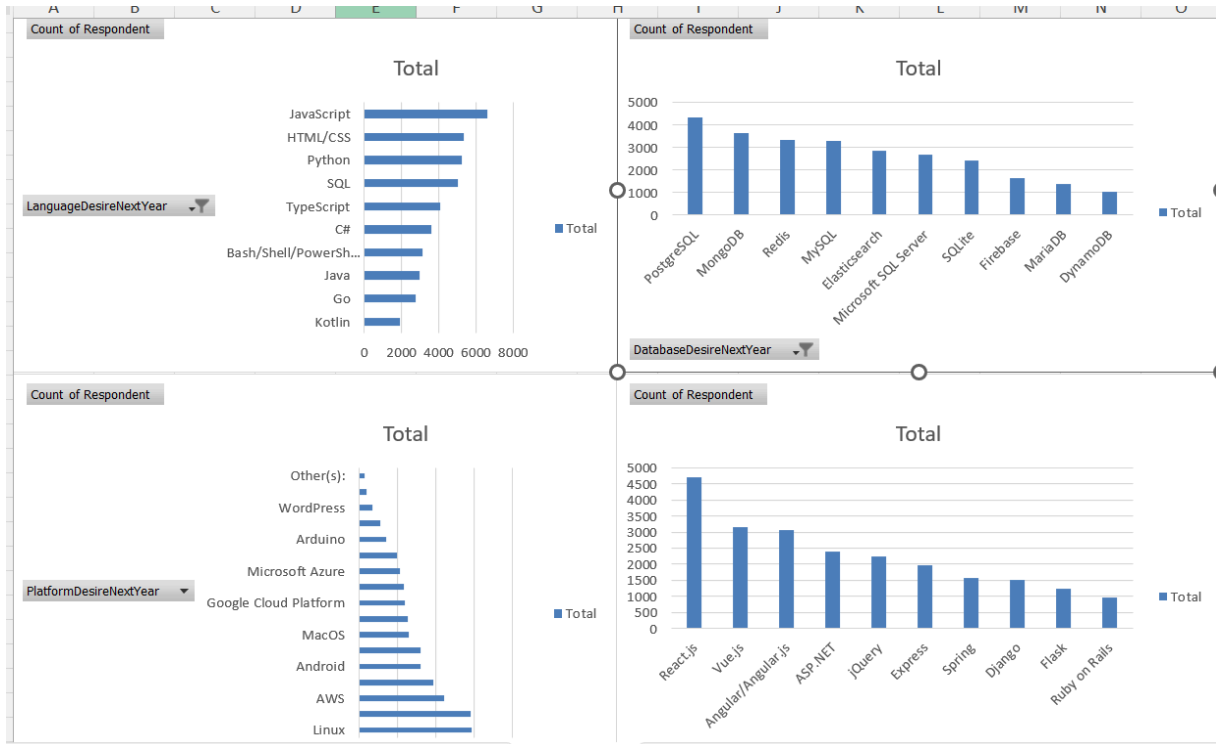 A B C D E F G H I J K L M N O
Count of Respondent
Total
JavaScript
HTML/CSS
Python
SQL
TypeScript
C#
Bash/Shell/PowerSh...
Java
Go
Kotlin
0 2000 4000 6000 8000
LanguageDesireNextYear
Total
Count of Respondent
Total
5000
4000
3000
2000
1000
0
PostgreSQL
MongoDB
Redis
MySQL
Elasticsearch
Microsoft SQL Server
SQLite
Firebase
MariaDB
DynamoDB
Total
DatabaseDesireNextYear
Count of Respondent
Total
Other(s):
WordPress
Arduino
Microsoft Azure
Google Cloud Platform
MacOS
Android
AWS
Linux
PlatformDesireNextYear
Total
Count of Respondent
Total
5000
4500
4000
3500
3000
2500
2000
1500
1000
500
0
React.js
Vue.js
Angular/Angular.js
ASP.NET
jQuery
Express
Spring
Django
Flask
Ruby on Rails
Total